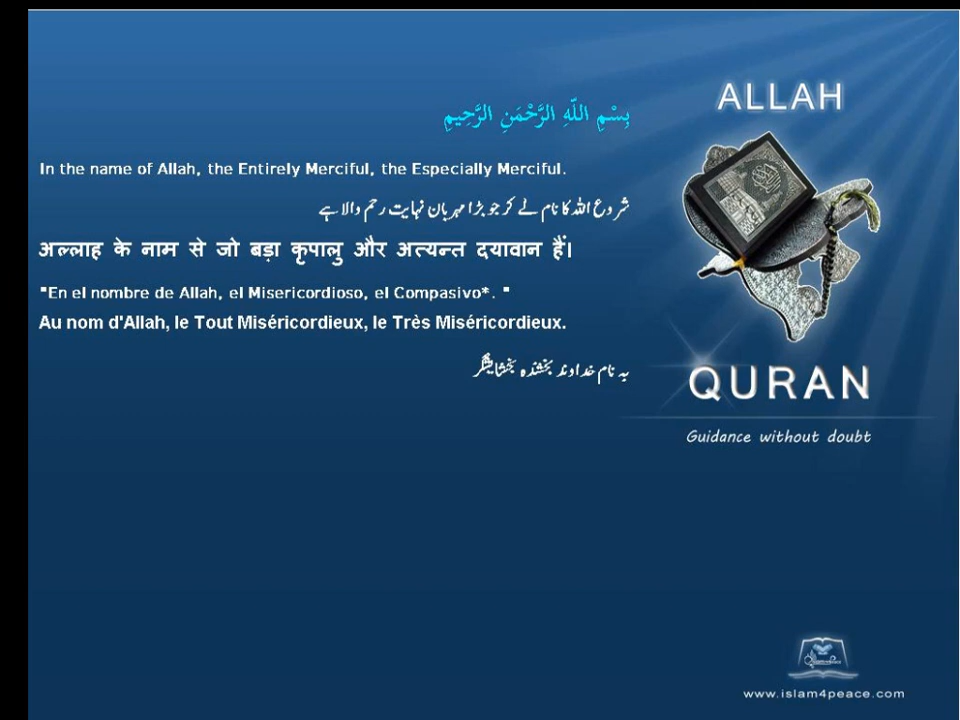 بِسْمِ اللّهِ الرَّحْمَنِ الرَّحِيمِ
In the name of Allah, the Entirely Merciful, the Especially Merciful.
شروع اللہ کا نام لے کر جو بڑا مہربان نہایت رحم والا ہے
अल्लाह के नाम से जो बड़ा कृपालु और अत्यन्त दयावान हैं।
"En el nombre de Allah, el Misericordioso, el Compasivo*. "
Au nom d'Allah, le Tout Miséricordieux, le Très Miséricordieux.
به نام خداوند بخشنده بخشایشگر
ALLAH
QURAN
Guidance without doubt
www.islam4peace.com